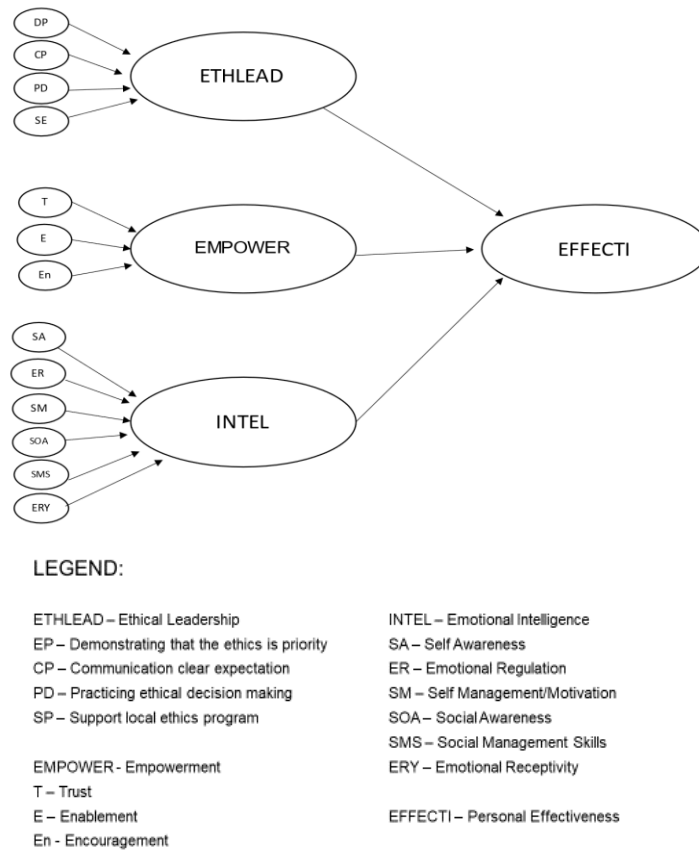 DP
CP
PD
SE
ETHLEAD
T
E
En
EMPOWER
EFFECTI
SA
ER
SM
SOA
SMS
ERY
INTEL
LEGEND:
ETHLEAD – Ethical Leadership
EP – Demonstrating that the ethics is priority
CP – Communication clear expectation
PD – Practicing ethical decision making
SP – Support local ethics program
EMPOWER - Empowerment
T – Trust
E – Enablement
En - Encouragement
INTEL – Emotional Intelligence
SA – Self Awareness
ER – Emotional Regulation
SM – Self Management/Motivation
SOA – Social Awareness
SMS – Social Management Skills
ERY – Emotional Receptivity
EFFECTI – Personal Effectiveness